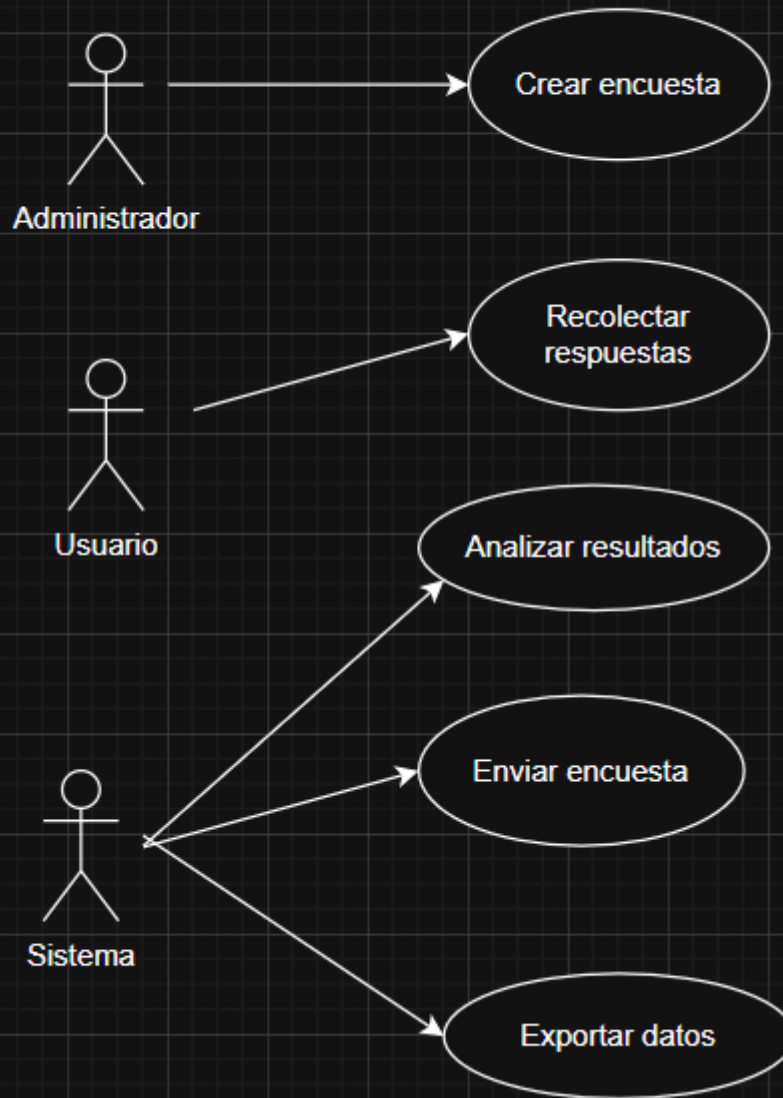 Crear encuesta
Administrador
Recolectar
respuestas
Usuario
Analizar resultados
Enviar encuesta
Sistema
Exportar datos